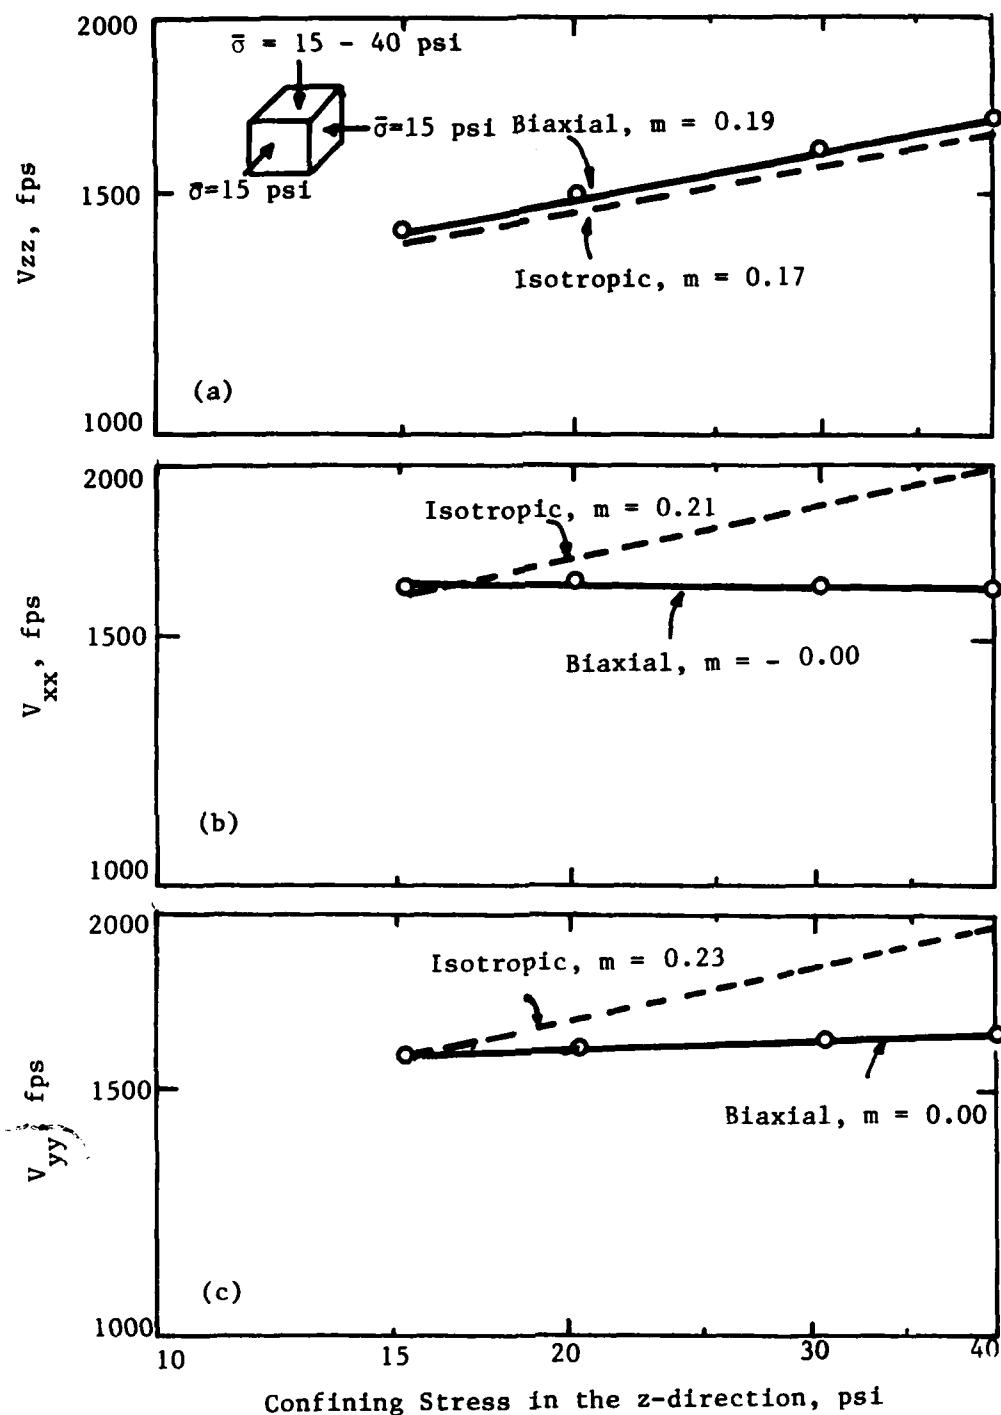 2000
σ̄ = 15 - 40 psi
σ̄=15 psi
Biaxial, m = 0.19
σ̄=15 psi
1500
Vzz, fps
Isotropic, m = 0.17
(a)
1000
2000
Isotropic, m = 0.21
1500
V_xx, fps
Biaxial, m = - 0.00
(b)
1000
2000
Isotropic, m = 0.23
1500
V_yy, fps
Biaxial, m = 0.00
(c)
1000
10 15 20 30 40
Confining Stress in the z-direction, psi